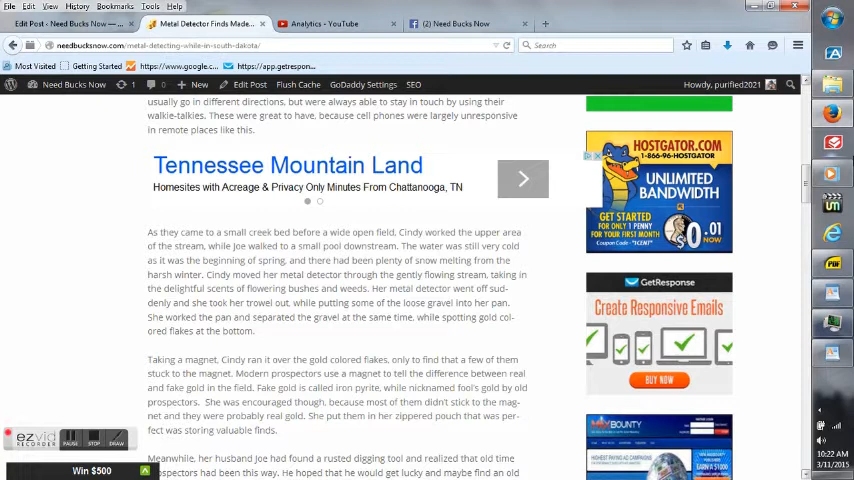 File Edit View History Bookmarks Tools Help
Edit Post ‹ Need Bucks Now —... × Metal Detector Finds Made... × Analytics - YouTube × (2) Need Bucks Now × +
needbucksnow.com/metal-detecting-while-in-south-dakota/ Search
Most Visited Getting Started https://www.google.c... https://app.getrespon...
Need Bucks Now 1 0 + New Edit Post Flush Cache GoDaddy Settings SEO Howdy, purified2021
usually go in different directions, but were always able to stay in touch by using their
walkie-talkies. These were great to have, because cell phones were largely unresponsive
in remote places like this.
Tennessee Mountain Land
Homesites with Acreage & Privacy Only Minutes From Chattanooga, TN
As they came to a small creek bed before a wide open field, Cindy worked the upper area
of the stream, while Joe walked to a small pool downstream. The water was still very cold
as it was the beginning of spring, and there had been plenty of snow melting from the
harsh winter. Cindy moved her metal detector through the gently flowing stream, taking in
the delightful scents of flowering bushes and weeds. Her metal detector went off sud-
denly and she took her trowel out, while putting some of the loose gravel into her pan.
She worked the pan and separated the gravel at the same time, while spotting gold col-
ored flakes at the bottom.
Taking a magnet, Cindy ran it over the gold colored flakes, only to find that a few of them
stuck to the magnet. Modern prospectors use a magnet to tell the difference between real
and fake gold in the field. Fake gold is called iron pyrite, while nicknamed fool's gold by old
prospectors. She was encouraged though, because most of them didn't stick to the mag-
net and they were probably real gold. She put them in her zippered pouch that was per-
fect was storing valuable finds.
Meanwhile, her husband Joe had found a rusted digging tool and realized that old time
prospectors had been this way. He hoped that he would get lucky and maybe find an old
HOSTGATOR.COM
1-866-96-HOSTGATOR
UNLIMITED
BANDWIDTH
GET STARTED
FOR ONLY 1 PENNY
FOR YOUR FIRST MONTH
Coupon Code -
$0.01
NOW
GetResponse
Create Responsive Emails
BUY NOW
MAXBOUNTY
ezvid
RECORDER
PAUSE STOP DRAW
Win $500
PDF
10:22 AM
3/11/2015